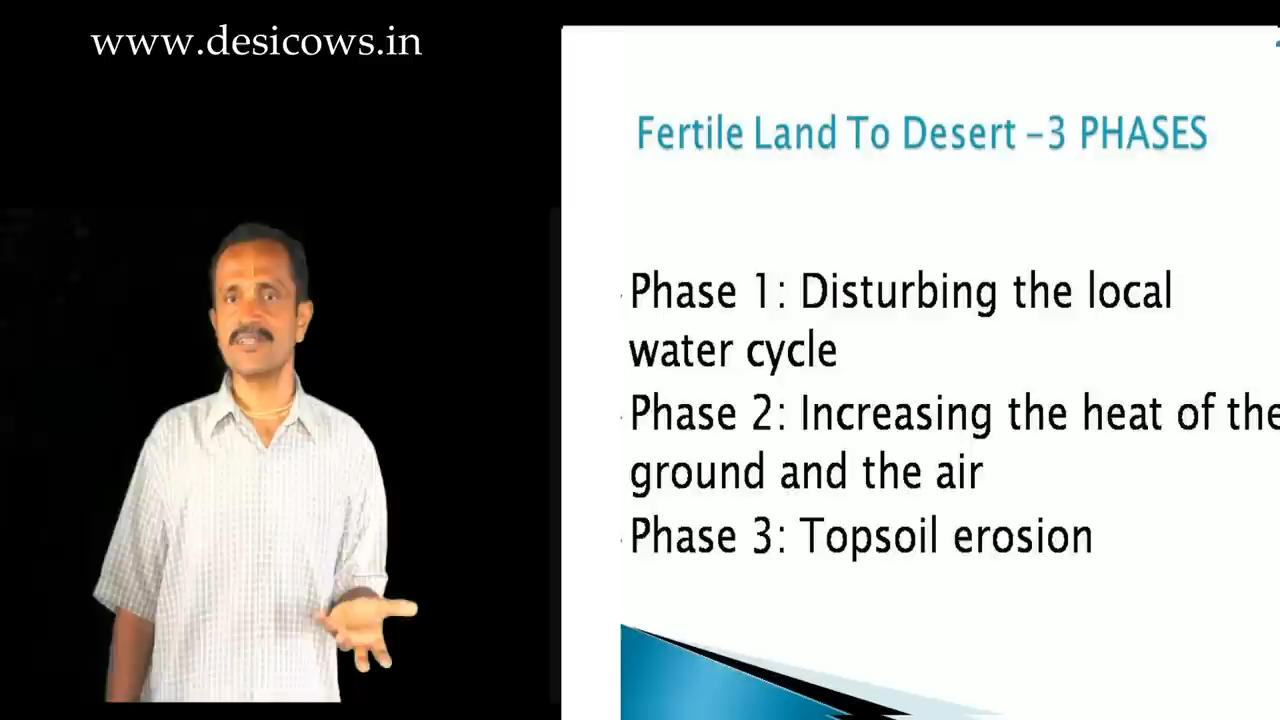 www.desicows.in
Fertile Land To Desert -3 PHASES
Phase 1: Disturbing the local
water cycle
Phase 2: Increasing the heat of the
ground and the air
Phase 3: Topsoil erosion